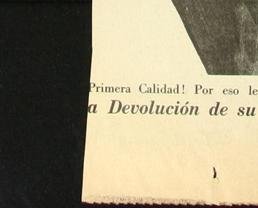 Primera Calidad! Por eso le
a Devolución de su